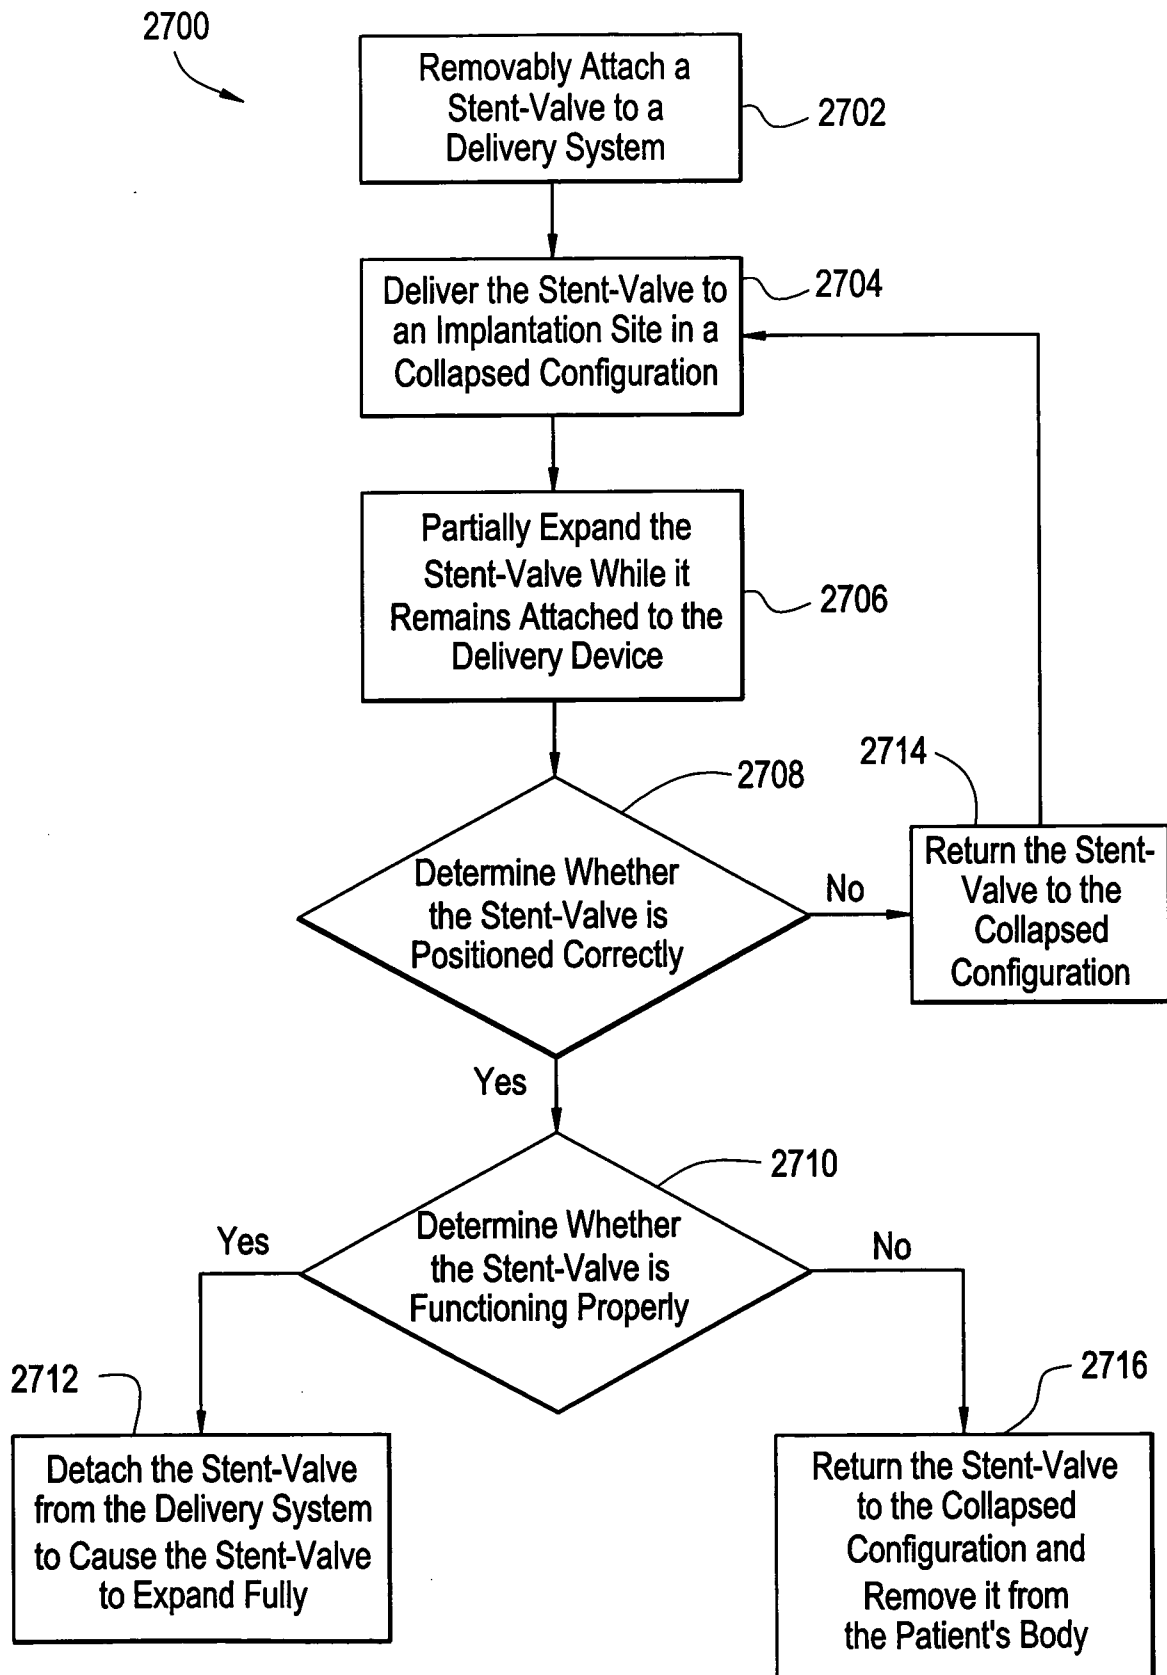 2700
Removably Attach a
Stent-Valve to a
Delivery System
2702
Deliver the Stent-Valve to
an Implantation Site in a
Collapsed Configuration
2704
Partially Expand the
Stent-Valve While it
Remains Attached to the
Delivery Device
2706
2708
Determine Whether
the Stent-Valve is
Positioned Correctly
No
2714
Return the Stent-
Valve to the
Collapsed
Configuration
Yes
2710
Determine Whether
the Stent-Valve is
Functioning Properly
Yes
No
2712
Detach the Stent-Valve
from the Delivery System
to Cause the Stent-Valve
to Expand Fully
2716
Return the Stent-Valve
to the Collapsed
Configuration and
Remove it from
the Patient's Body